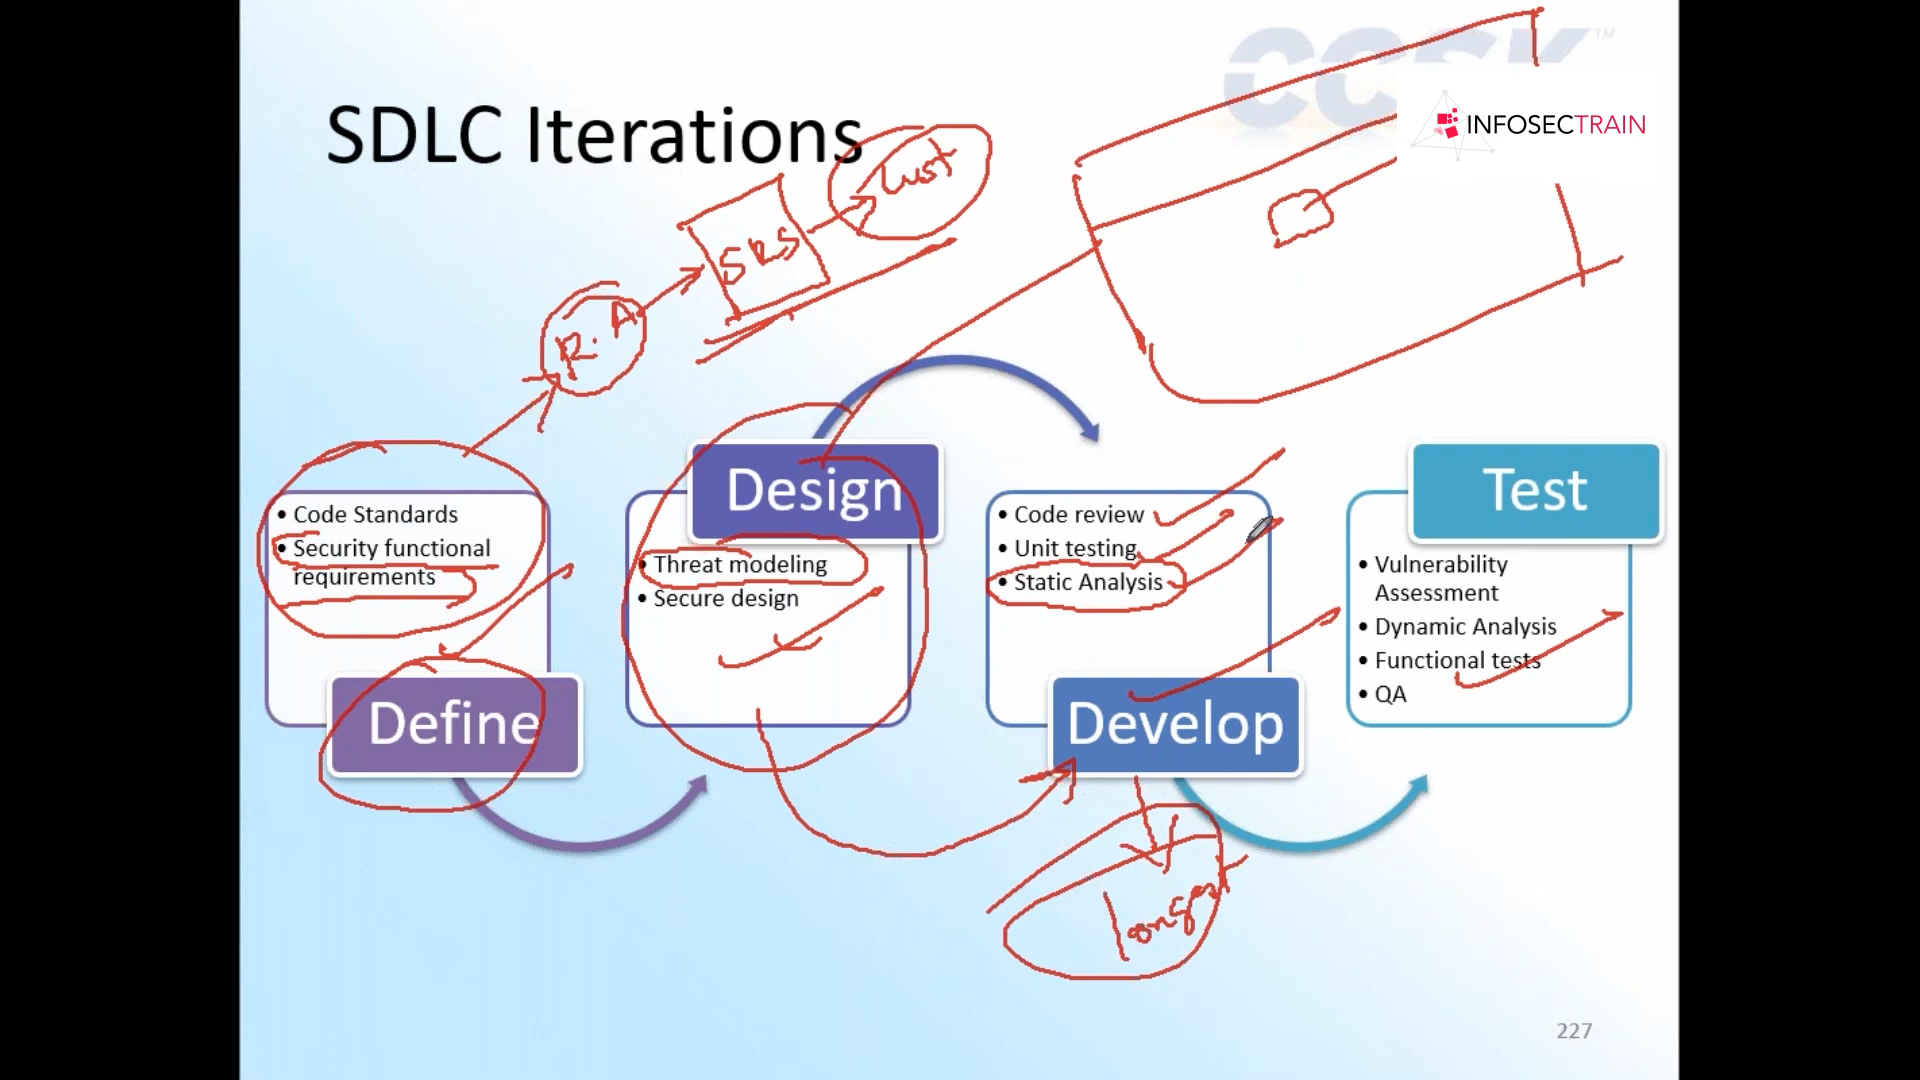 CCSK™
INFOSECTRAIN
SDLC Iterations
Cust
SRS
R.A
• Code Standards
• Security functional
requirements
Define
Design
• Threat modeling
• Secure design
• Code review
• Unit testing
• Static Analysis
Develop
Test
• Vulnerability
Assessment
• Dynamic Analysis
• Functional tests
• QA
longest
227